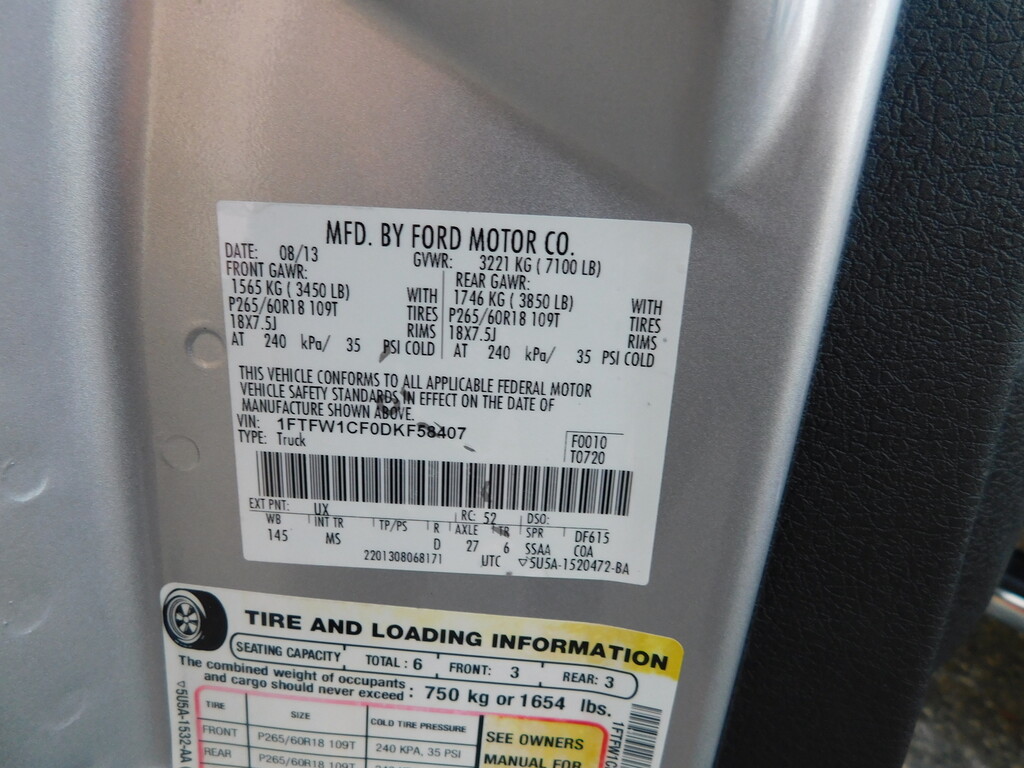 MFD. BY FORD MOTOR CO.
DATE: 08/13 GVWR: 3221 KG ( 7100 LB)
FRONT GAWR: REAR GAWR:
1565 KG ( 3450 LB) WITH 1746 KG ( 3850 LB) WITH
P265/60R18 109T TIRES P265/60R18 109T TIRES
18X7.5J RIMS 18X7.5J RIMS
AT 240 kPa/ 35 PSI COLD AT 240 kPa/ 35 PSI COLD
THIS VEHICLE CONFORMS TO ALL APPLICABLE FEDERAL MOTOR
VEHICLE SAFETY STANDARDS IN EFFECT ON THE DATE OF
MANUFACTURE SHOWN ABOVE.
VIN: 1FTFW1CF0DKF58407
TYPE: Truck
F0010
T0720
EXT PNT: UX RC: 52 DSO:
WB INT TR TP/PS R AXLE TR SPR DF615
145 MS D 27 6 SSAA COA
2201308068171 UTC ▽5U5A-1520472-BA
TIRE AND LOADING INFORMATION
SEATING CAPACITY TOTAL : 6 FRONT: 3 REAR: 3
The combined weight of occupants
and cargo should never exceed : 750 kg or 1654 lbs.
TIRE SIZE COLD TIRE PRESSURE SEE OWNERS
FRONT P265/60R18 109T 240 KPA, 35 PSI MANUAL FOR
REAR P265/60R18 109T
▽5U5A-1532-AA